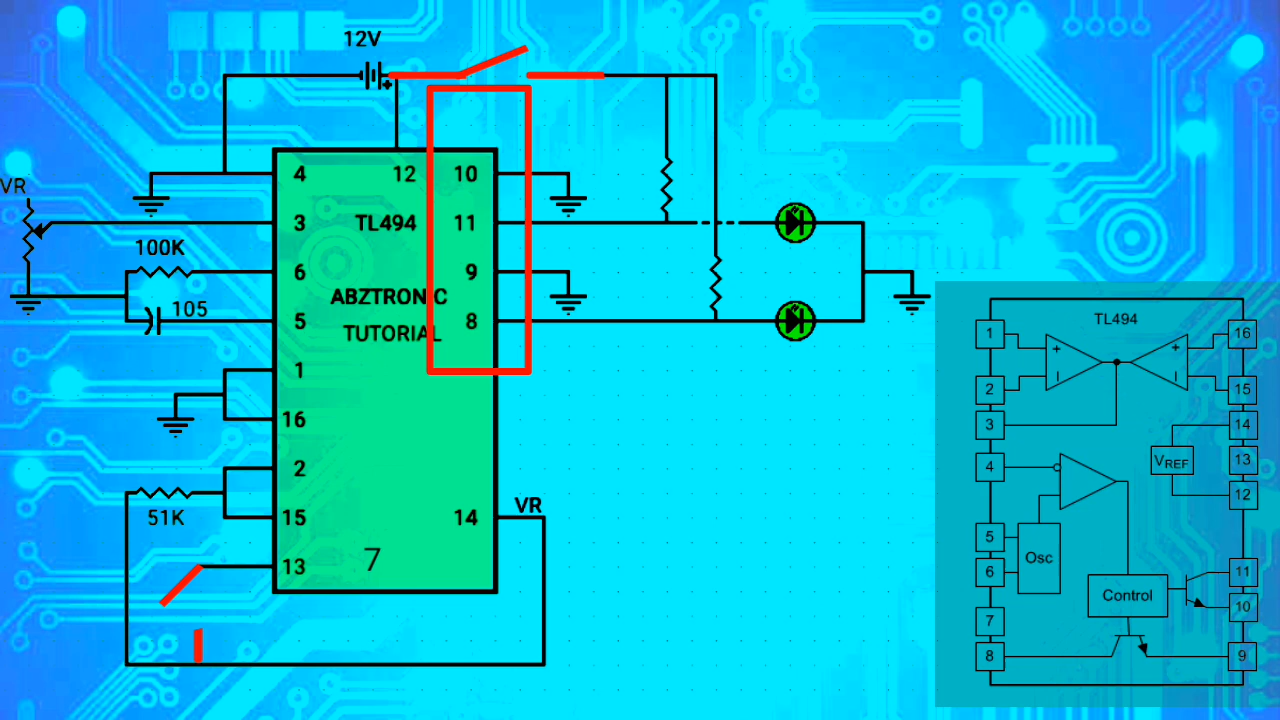 12V
4 12 10
VR
3 TL494 11
100K
6 9
ABZTRONIC
105
5 8
TUTORIAL
1
16
2
51K
15 14 VR
13 7
TL494
1 16
2 15
3 14
4 VREF 13
12
5 Osc
6 11
Control 10
7
8 9